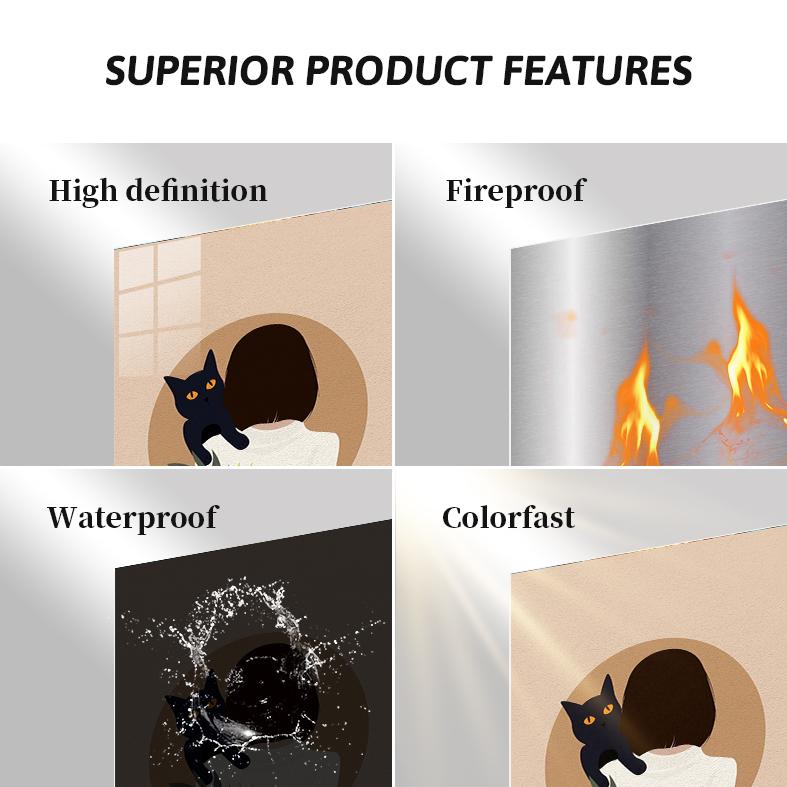 SUPERIOR PRODUCT FEATURES
High definition
Fireproof
Waterproof
Colorfast